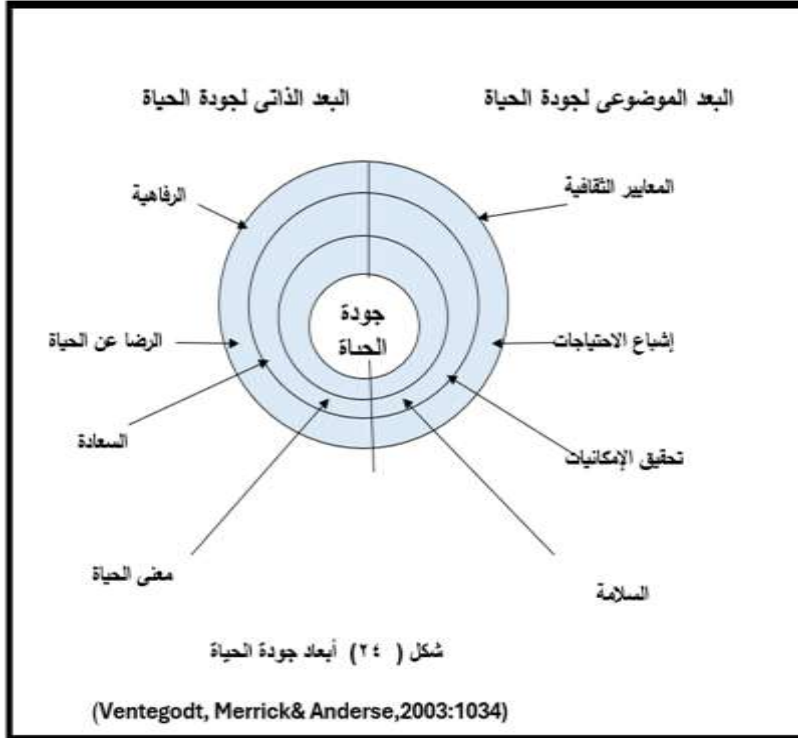 البعد الموضوعى لجودة الحياة
البعد الذاتى لجودة الحياة
المعايير الثقافية
الرفاهية
جودة
الحياة
إشباع الاحتياجات
الرضا عن الحياة
السعادة
تحقيق الإمكانيات
معنى الحياة
السلامة
شكل ( ٢٤) أبعاد جودة الحياة
(Ventegodt, Merrick& Anderse,2003:1034)